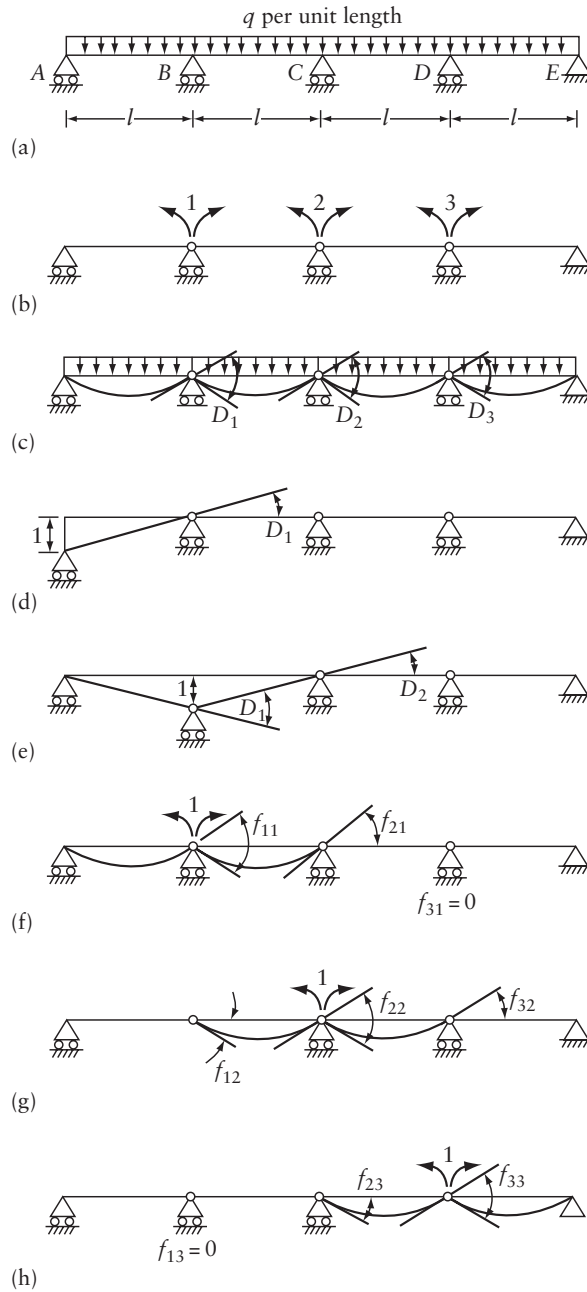 q per unit length
A B C D E
l l l l
(a)
1 2 3
(b)
D1 D2 D3
(c)
1 D1
(d)
1 D1 D2
(e)
1 f11 f21
f31 = 0
(f)
1 f22 f32
f12
(g)
1 f23 f33
f13 = 0
(h)